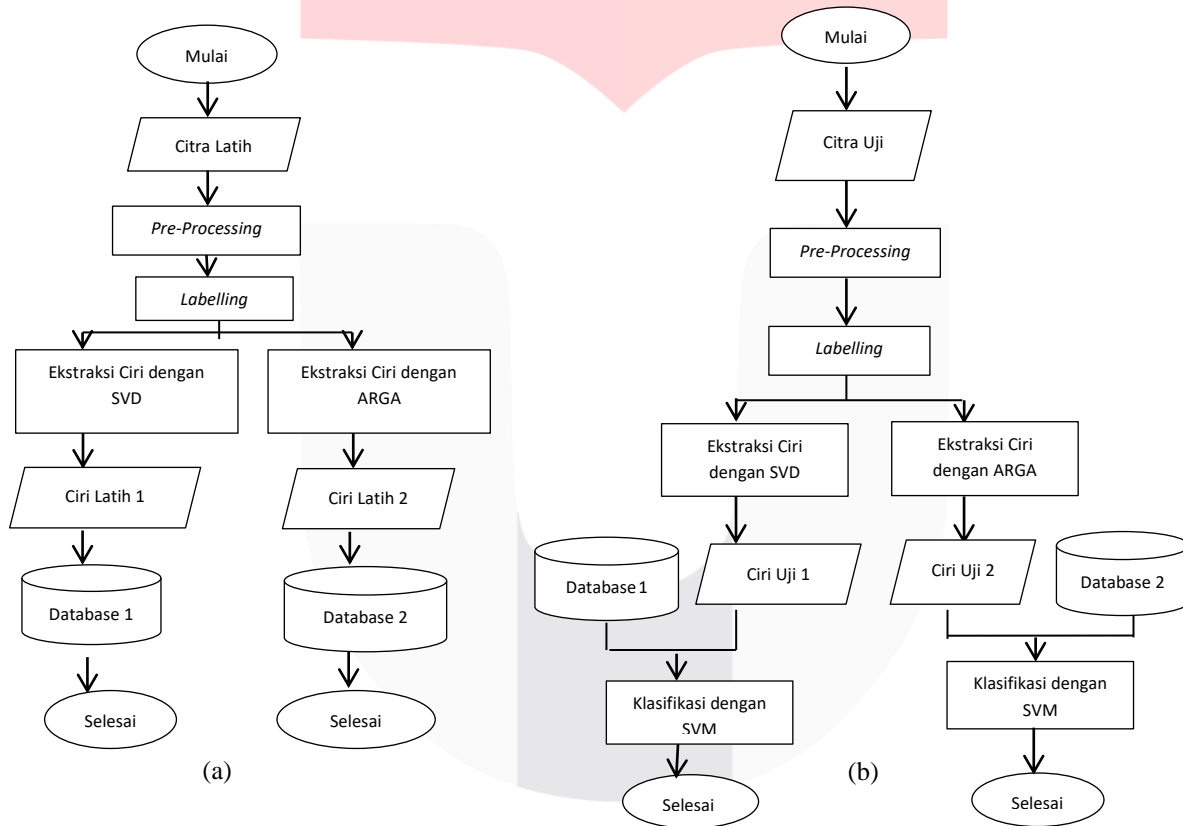 Mulai
Citra Latih
Pre-Processing
Labelling
Ekstraksi Ciri dengan
SVD
Ekstraksi Ciri dengan
ARGA
Ciri Latih 1
Ciri Latih 2
Database 1
Database 2
Selesai
Selesai
(a)
Mulai
Citra Uji
Pre-Processing
Labelling
Ekstraksi Ciri
dengan SVD
Ekstraksi Ciri
dengan ARGA
Database 1
Ciri Uji 1
Ciri Uji 2
Database 2
Klasifikasi dengan
SVM
Klasifikasi dengan
SVM
Selesai
Selesai
(b)